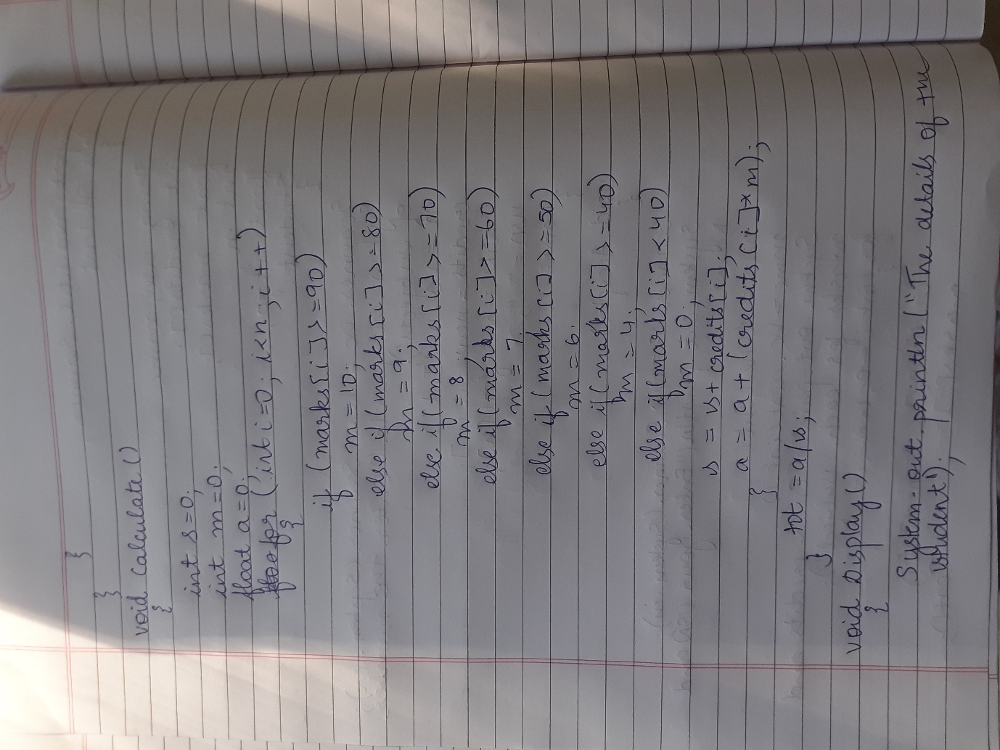 }
}
void calculate()
{
int s=0;
int m=0;
float a=0;
for (int i=0; i<n; i++)
{
if (marks[i]>=90)
m=10;
else if (marks[i]>=80)
m=9;
else if (marks[i]>=70)
m=8
else if (marks[i]>=60)
m=7;
else if (marks[i]>=50)
m=6;
else if (marks[i]>=40)
m=4;
else if (marks[i]<40)
m=0;
s=s+credits[i];
a=a+(credits[i]*m);
}
tot=a/s;
}
void Display()
{
System.out.println("The details of the
student");